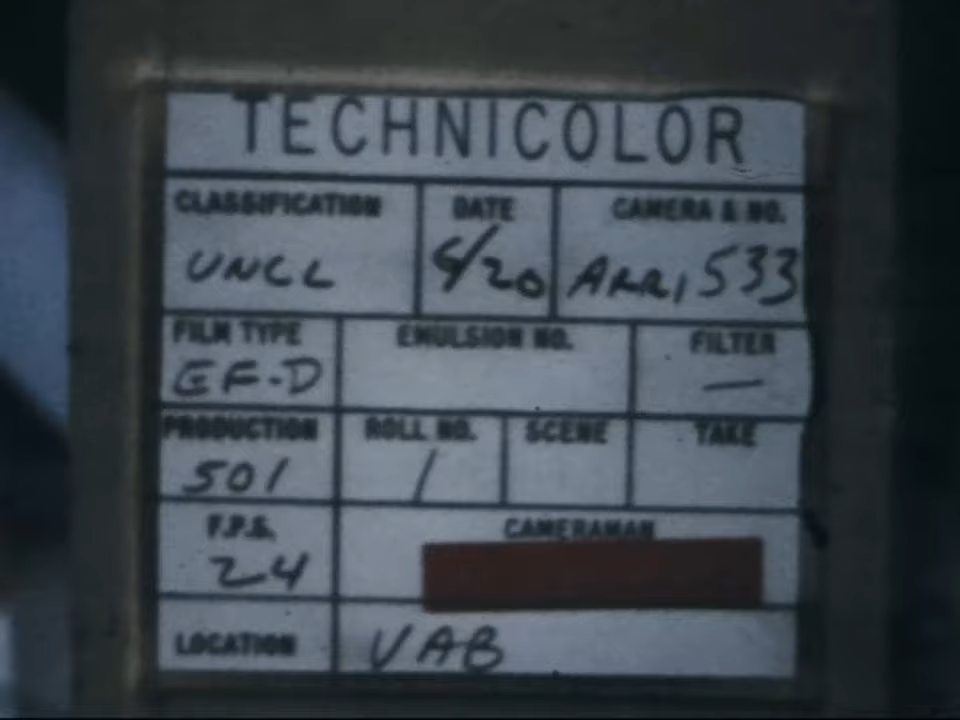 TECHNICOLOR
CLASSIFICATION DATE CAMERA & NO.
UNCL 5/20 ARRI 533
FILM TYPE EMULSION NO. FILTER
EF-D —
PRODUCTION ROLL NO. SCENE TAKE
501 1
F.P.S. CAMERAMAN
24
LOCATION VAB